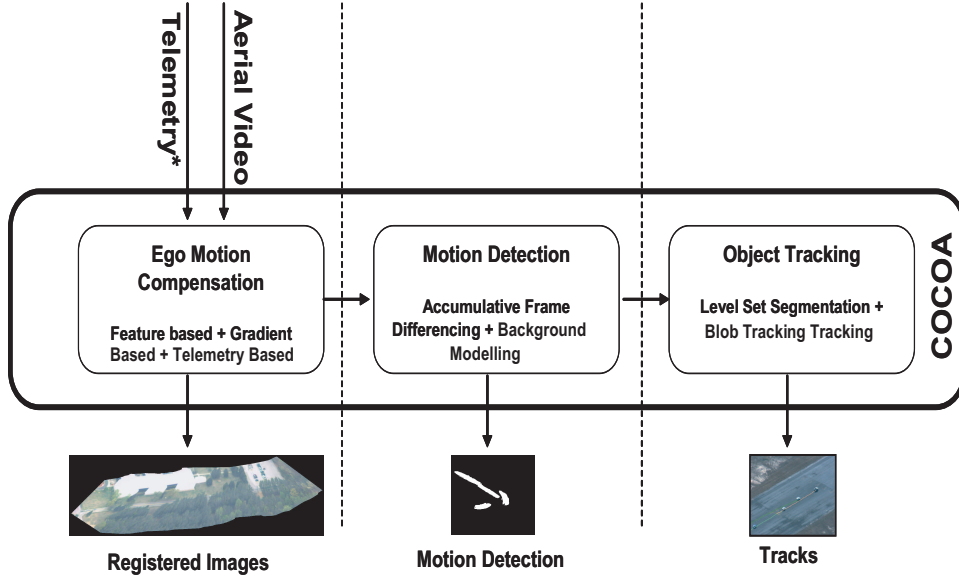 Telemetry*
Aerial Video
Ego Motion
Compensation
Feature based + Gradient
Based + Telemetry Based
Motion Detection
Accumulative Frame
Differencing + Background
Modelling
Object Tracking
Level Set Segmentation +
Blob Tracking Tracking
COCOA
Registered Images
Motion Detection
Tracks